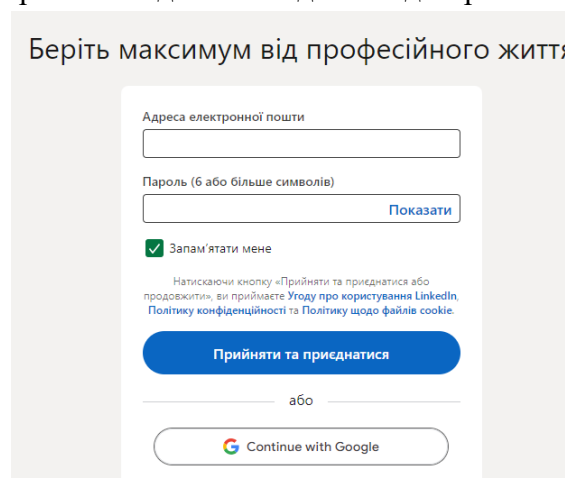 Беріть максимум від професійного життя
Адреса електронної пошти
Пароль (6 або більше символів)
Показати
Запам'ятати мене
Натискаючи кнопку «Прийняти та приєднатися або
продовжити», ви приймаєте Угоду про користування LinkedIn,
Політику конфіденційності та Політику щодо файлів cookie.
Прийняти та приєднатися
або
Continue with Google